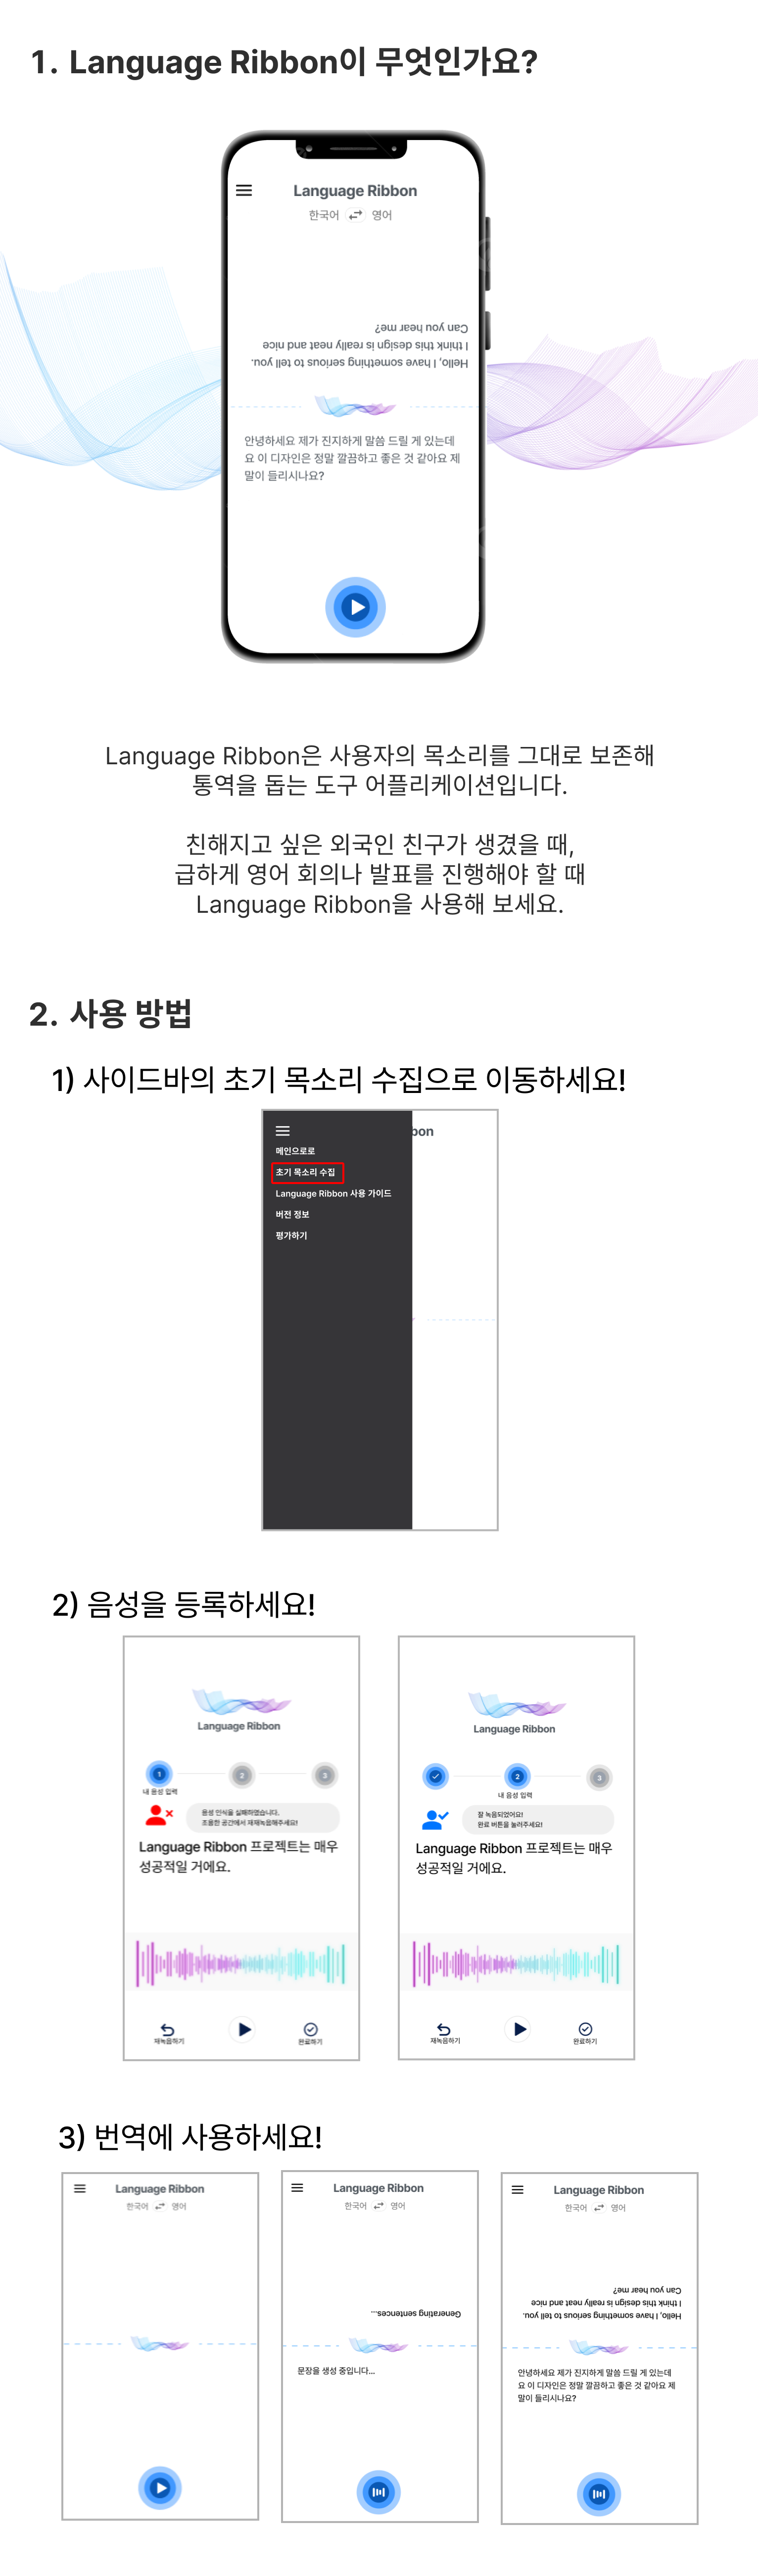 1. Language Ribbon이 무엇인가요?
Language Ribbon
한국어 영어
Hello, I have something serious to tell you.
I think this design is really neat and nice
Can you hear me?
안녕하세요 제가 진지하게 말씀 드릴 게 있는데
요 이 디자인은 정말 깔끔하고 좋은 것 같아요 제
말이 들리시나요?
Language Ribbon은 사용자의 목소리를 그대로 보존해
통역을 돕는 도구 어플리케이션입니다.
친해지고 싶은 외국인 친구가 생겼을 때,
급하게 영어 회의나 발표를 진행해야 할 때
Language Ribbon을 사용해 보세요.
2. 사용 방법
1) 사이드바의 초기 목소리 수집으로 이동하세요!
bon
메인으로로
초기 목소리 수집
Language Ribbon 사용 가이드
버전 정보
평가하기
2) 음성을 등록하세요!
Language Ribbon
1 2 3
내 음성 입력
음성 인식을 실패하였습니다.
조용한 공간에서 재재녹음해주세요!
Language Ribbon 프로젝트는 매우
성공적일 거에요.
재녹음하기 완료하기
Language Ribbon
2 3
내 음성 입력
잘 녹음되었어요!
완료 버튼을 눌러주세요!
Language Ribbon 프로젝트는 매우
성공적일 거에요.
재녹음하기 완료하기
3) 번역에 사용하세요!
Language Ribbon
한국어 영어
Language Ribbon
한국어 영어
Generating sentences...
문장을 생성 중입니다...
Language Ribbon
한국어 영어
Hello, I have something serious to tell you.
I think this design is really neat and nice
Can you hear me?
안녕하세요 제가 진지하게 말씀 드릴 게 있는데
요 이 디자인은 정말 깔끔하고 좋은 것 같아요 제
말이 들리시나요?